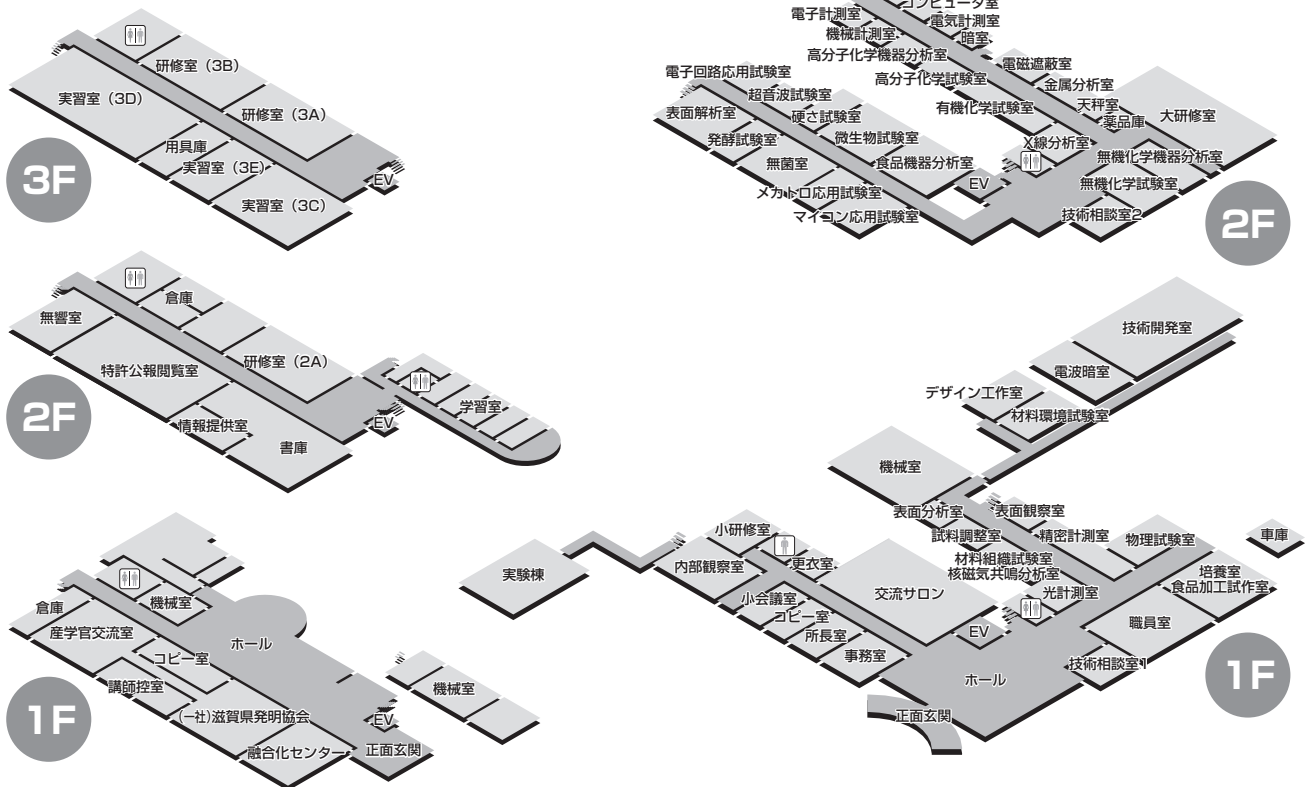 研修室（3B）
実習室（3D）
研修室（3A）
用具庫
実習室（3E）
EV
実習室（3C）
3F
倉庫
無響室
研修室（2A）
特許公報閲覧室
学習室
EV
情報提供室
書庫
2F
機械室
倉庫
産学官交流室
ホール
コピー室
講師控室
機械室
(一社)滋賀県発明協会
EV
融合化センター
正面玄関
1F
コンピュータ室
電子計測室
電気計測室
機械計測室
暗室
高分子化学機器分析室
電磁遮蔽室
電子回路応用試験室
高分子化学試験室
金属分析室
超音波試験室
天秤室
有機化学試験室
表面解析室
硬さ試験室
薬品庫
大研修室
発酵試験室
微生物試験室
X線分析室
無菌室
食品機器分析室
無機化学機器分析室
EV
無機化学試験室
メカトロ応用試験室
マイコン応用試験室
技術相談室2
2F
技術開発室
電波暗室
デザイン工作室
材料環境試験室
機械室
表面分析室
表面観察室
小研修室
試料調整室
精密計測室
物理試験室
車庫
内部観察室
更衣室
材料組織試験室
核磁気共鳴分析室
実験棟
培養室
食品加工試作室
小会議室
交流サロン
光計測室
コピー室
所長室
EV
職員室
事務室
技術相談室1
ホール
正面玄関
1F